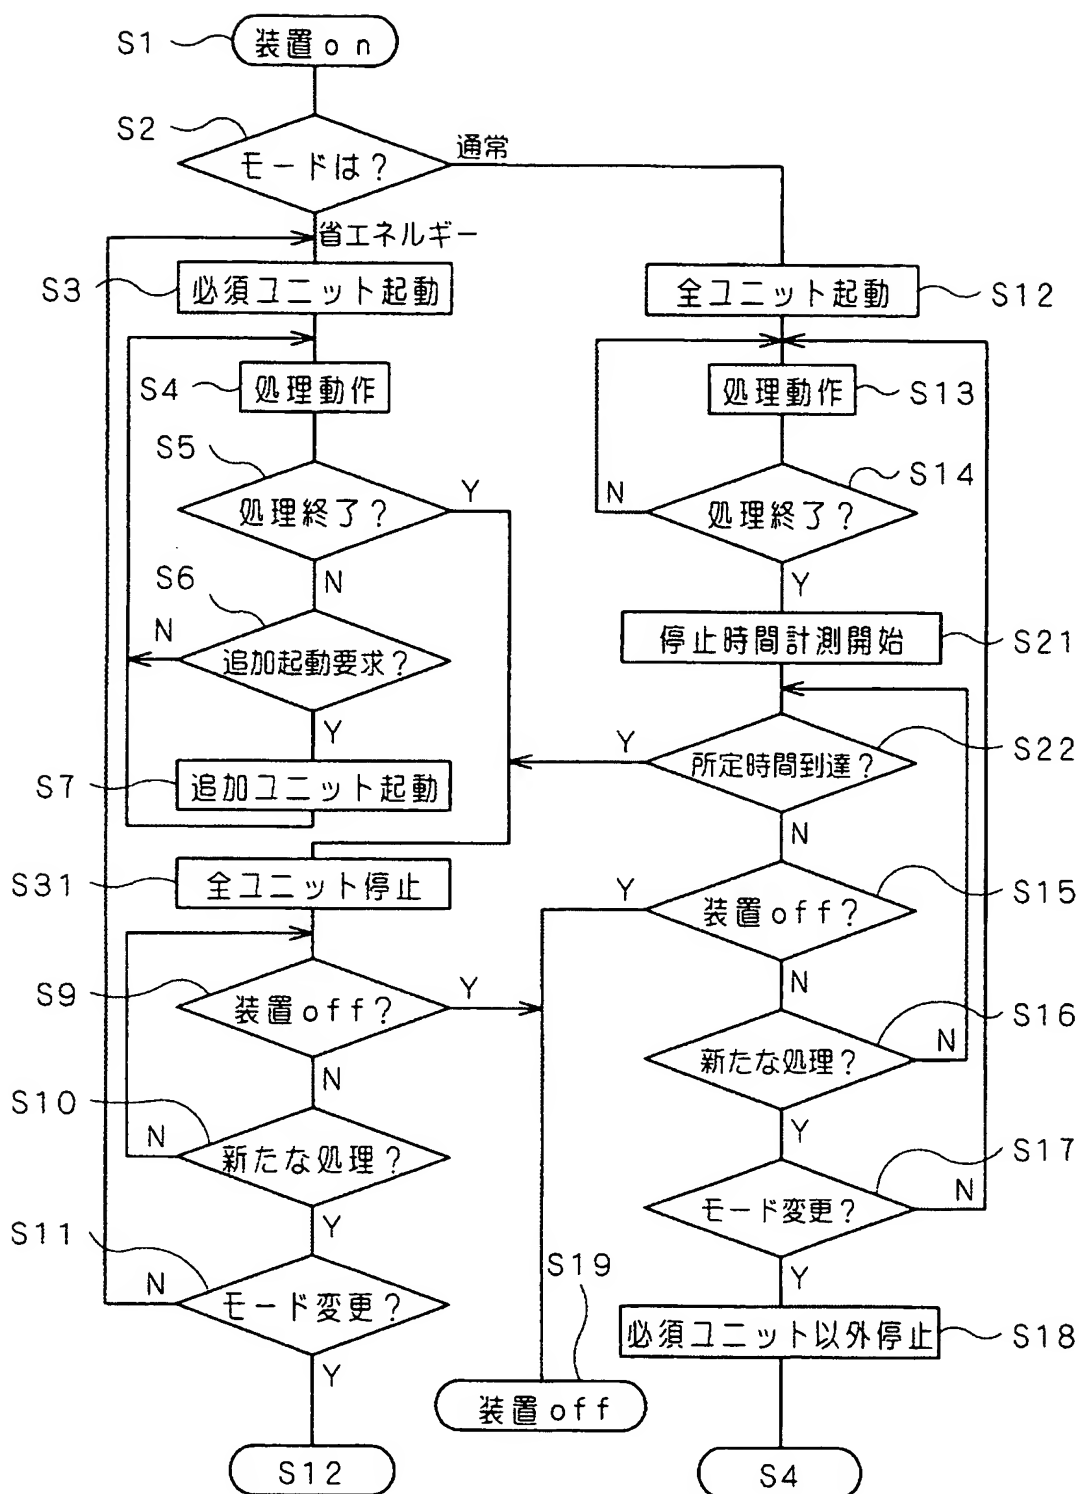 S1
装置on
S2
モードは?
通常
省エネルギー
S3
必須ユニット起動
全ユニット起動
S12
S4
処理動作
処理動作
S13
S5
処理終了?
Y
N
処理終了?
S14
S6
N
Y
N
追加起動要求?
停止時間計測開始
S21
Y
Y
所定時間到達?
S22
S7
追加ユニット起動
N
S31
全ユニット停止
Y
装置off?
S15
S9
装置off?
Y
N
S16
N
新たな処理?
N
S10
N
新たな処理?
Y
S17
Y
モード変更?
N
S11
N
モード変更?
S19
Y
必須ユニット以外停止
S18
Y
装置off
S12
S4